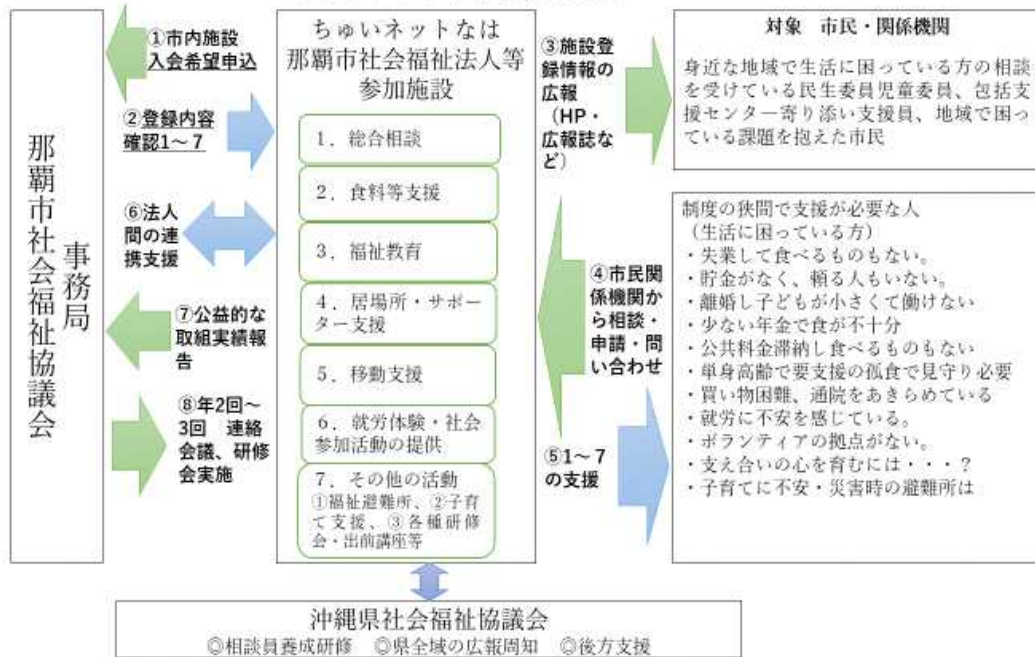 那覇市社会福祉協議会
事務局
①市内施設
入会希望申込
②登録内容
確認1～7
⑥法人
間の連
携支援
⑦公益的な
取組実績報
告
⑧年2回～
3回 連絡
会議、研修
会実施
ちゅいネットなは
那覇市社会福祉法人等
参加施設
1．総合相談
2．食料等支援
3．福祉教育
4．居場所・サポー
ター支援
5．移動支援
6．就労体験・社会
参加活動の提供
7．その他の活動
①福祉避難所、②子育
て支援、③各種研修
会・出前講座等
③施設登
録情報の
広報
（HP・
広報誌な
ど）
④市民関
係機関か
ら相談・
申請・問
い合わせ
⑤1～7
の支援
対象 市民・関係機関
身近な地域で生活に困っている方の相談
を受けている民生委員児童委員、包括支
援センター寄り添い支援員、地域で困っ
ている課題を抱えた市民
制度の狭間で支援が必要な人
（生活に困っている方）
・失業して食べるものもない。
・貯金がなく、頼る人もいない。
・離婚し子どもが小さくて働けない
・少ない年金で食が不十分
・公共料金滞納し食べるものもない
・単身高齢で要支援の孤食で見守り必要
・買い物困難、通院をあきらめている
・就労に不安を感じている。
・ボランティアの拠点がない。
・支え合いの心を育むには・・・？
・子育てに不安・災害時の避難所は
沖縄県社会福祉協議会
◎相談員養成研修 ◎県全域の広報周知 ◎後方支援